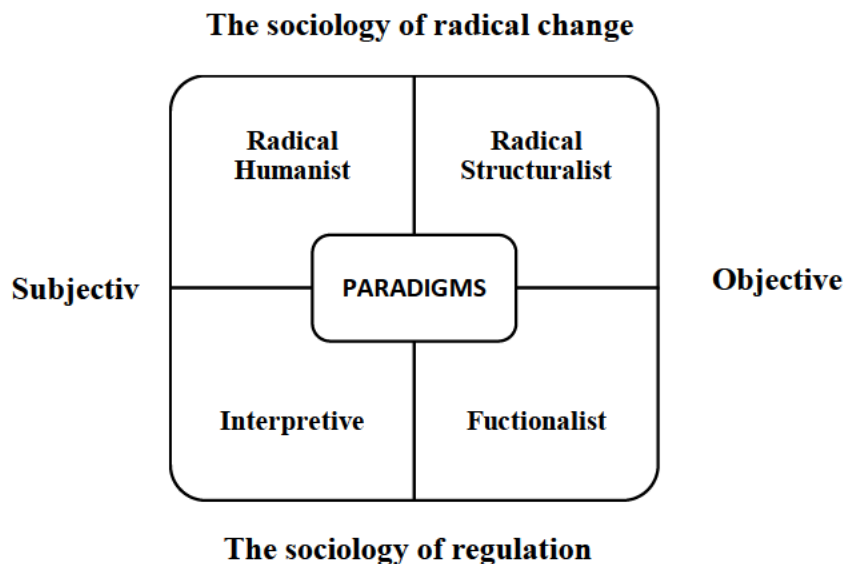 The sociology of radical change
Radical
Humanist
Radical
Structuralist
Subjectiv
PARADIGMS
Objective
Interpretive
Fuctionalist
The sociology of regulation